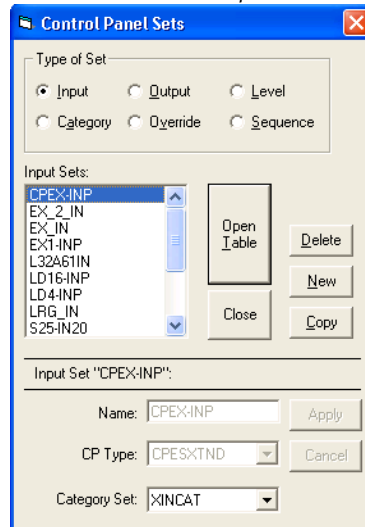 Control Panel Sets
Type of Set
Input Output Level
Category Override Sequence
Input Sets:
CPEX-INP
EX_2_IN
EX_IN
EX1-INP
L32A61IN
LD16-INP
LD4-INP
LRG_IN
S25-IN20
Open
Table
Close
Delete
New
Copy
Input Set "CPEX-INP":
Name: CPEX-INP Apply
CP Type: CPESXTND Cancel
Category Set: XINCAT